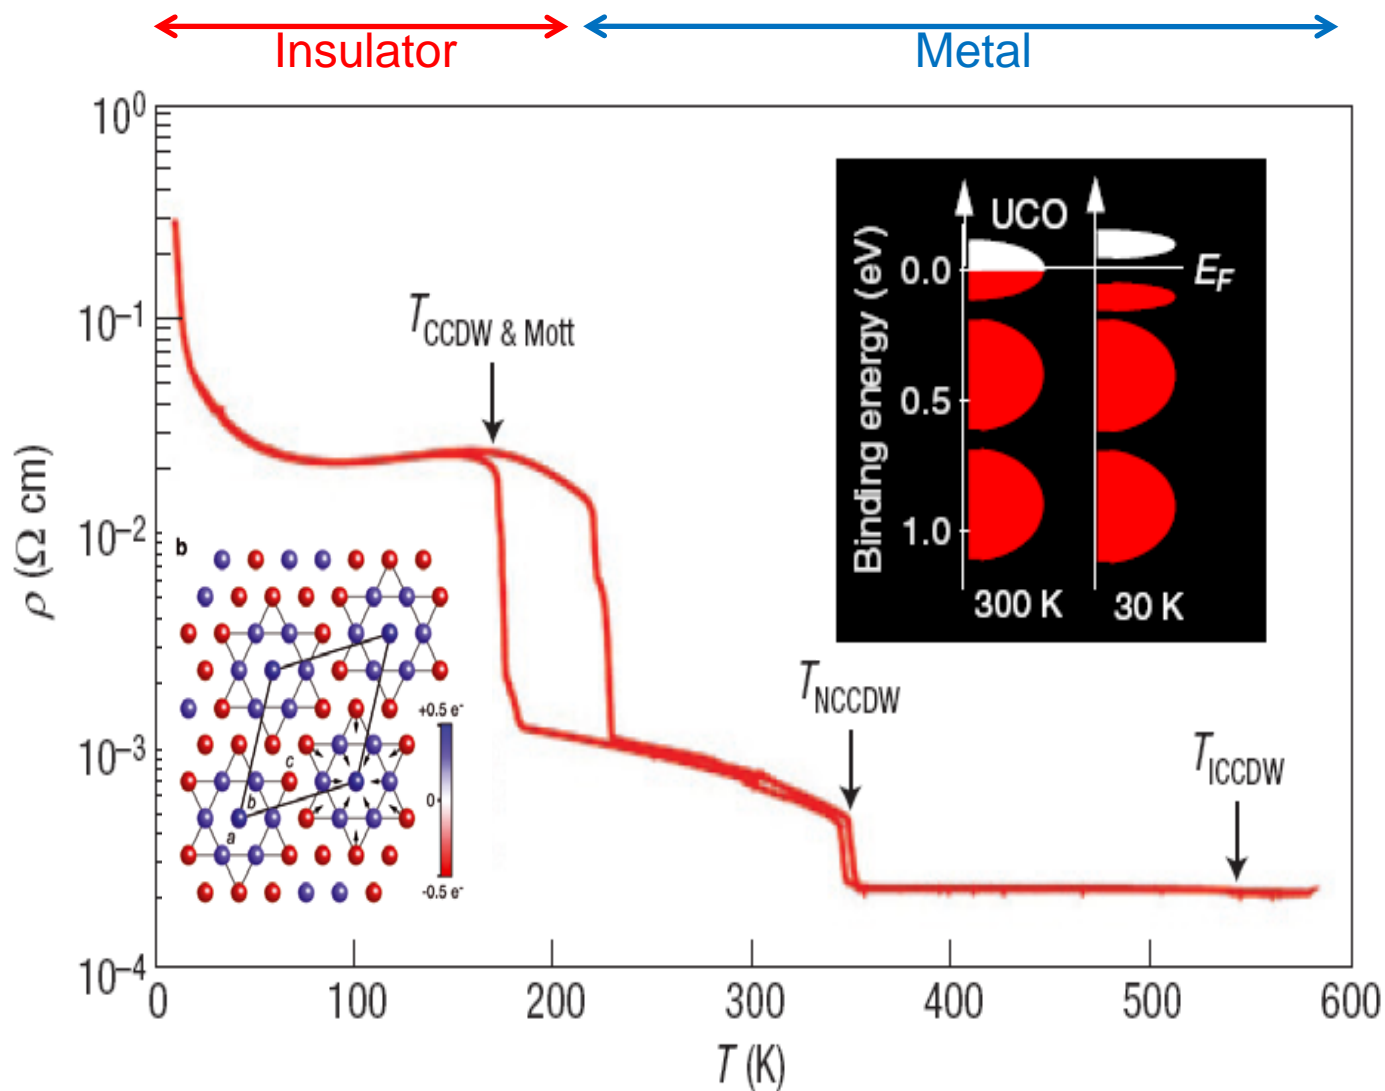 Insulator
Metal
10⁰
10⁻¹
10⁻²
10⁻³
10⁻⁴
ρ (Ω cm)
0
100
200
300
400
500
600
T (K)
T_CCDW & Mott
T_NCCDW
T_ICCDW
UCO
E_F
Binding energy (eV)
0.0
0.5
1.0
300 K
30 K
b
c
b
a
+0.5 e⁻
0
-0.5 e⁻